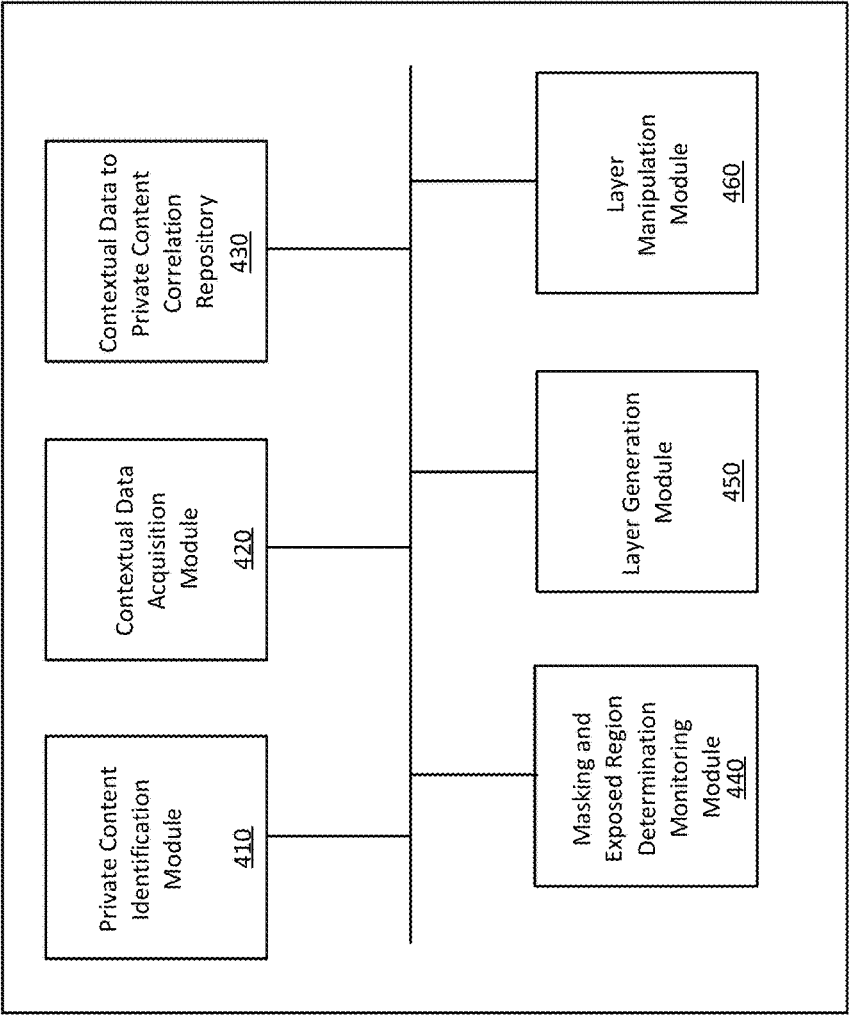 Private Content
Identification
Module
410
Contextual Data
Acquisition
Module
420
Contextual Data to
Private Content
Correlation
Repository
430
Masking and
Exposed Region
Determination
Monitoring
Module
440
Layer Generation
Module
450
Layer
Manipulation
Module
460